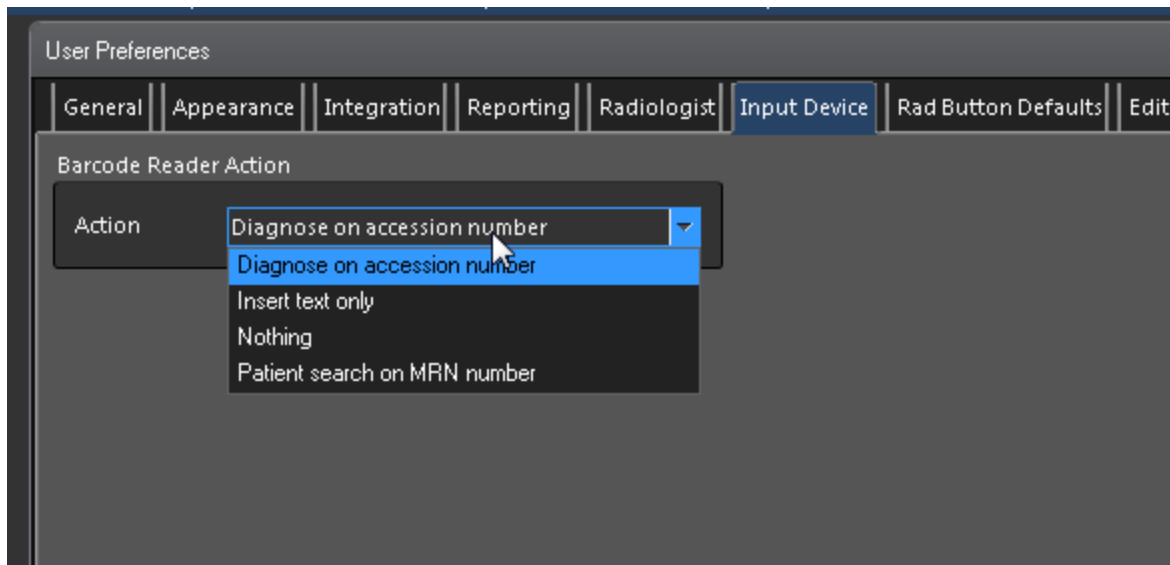 User Preferences
General Appearance Integration Reporting Radiologist Input Device Rad Button Defaults Edit
Barcode Reader Action
Action Diagnose on accession number
Diagnose on accession number
Insert text only
Nothing
Patient search on MRN number